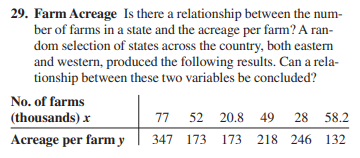 29. Farm Acreage Is there a relationship between the num-
ber of farms in a state and the acreage per farm? A ran-
dom selection of states across the country, both eastern
and western, produced the following results. Can a rela-
tionship between these two variables be concluded?
No. of farms
(thousands) x 77 52 20.8 49 28 58.2
Acreage per farm y 347 173 173 218 246 132